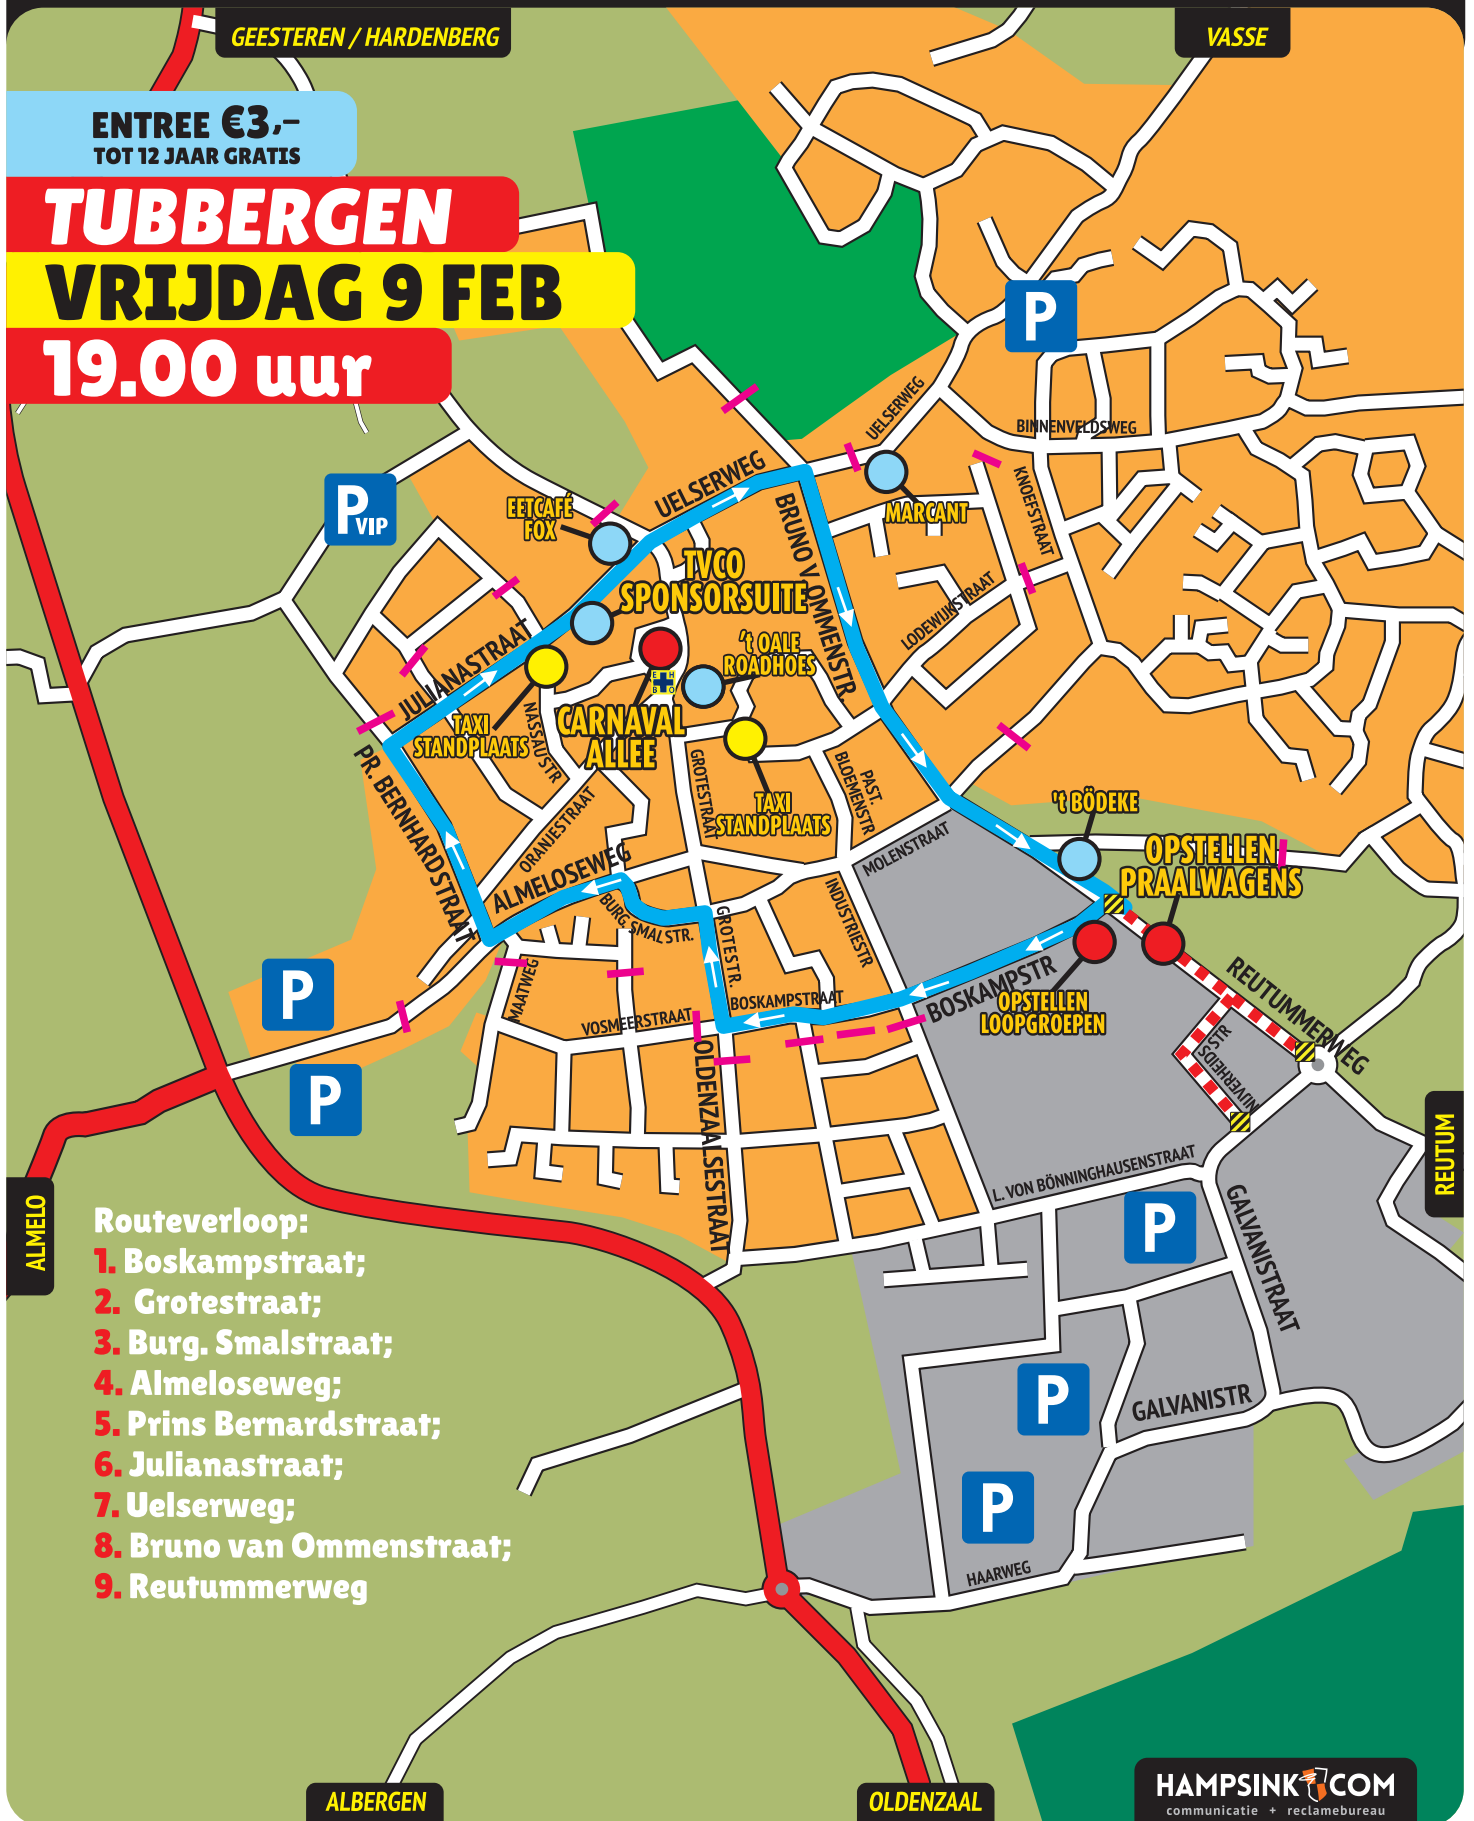 GEESTEREN / HARDENBERG
VASSE
ENTREE €3,-
TOT 12 JAAR GRATIS
TUBBERGEN
VRIJDAG 9 FEB
19.00 uur
P
UELSERWEG
BINNENVELDSWEG
KNOEFSTRAAT
MARCANT
P VIP
EETCAFÉ
FOX
UELSERWEG
BRUNO V. OMMENSTR.
TVCO
SPONSORSUITE
LODEWIJKSTRAAT
't OALE
ROADHOES
JULIANASTRAAT
E H
B O
TAXI
STANDPLAATS
NASSAUSTR
CARNAVAL
ALLEE
PR. BERNHARDSTRAAT
GROTESTRAAT
TAXI
STANDPLAATS
PAST.
BLOEMENSTR
ORANJESTRAAT
MOLENSTRAAT
't BÖDEKE
OPSTELLEN
PRAALWAGENS
ALMELOSEWEG
BURG. SMALSTR.
GROTESTR.
INDUSTRIESTR
MAATWEG
VOSMEERSTRAAT
BOSKAMPSTRAAT
BOSKAMPSTR
OPSTELLEN
LOOPGROEPEN
REUTUMMERWEG
NIJVERHEIDSSTR
P
P
OLDENZAALSESTRAAT
L. VON BÖNNINGHAUSENSTRAAT
REUTUM
ALMELO
P
GALVANISTRAAT
P
GALVANISTR
P
HAARWEG
Routeverloop:
1. Boskampstraat;
2. Grotestraat;
3. Burg. Smalstraat;
4. Almeloseweg;
5. Prins Bernardstraat;
6. Julianastraat;
7. Uelserweg;
8. Bruno van Ommenstraat;
9. Reutummerweg
ALBERGEN
OLDENZAAL
HAMPSINK COM
communicatie + reclamebureau